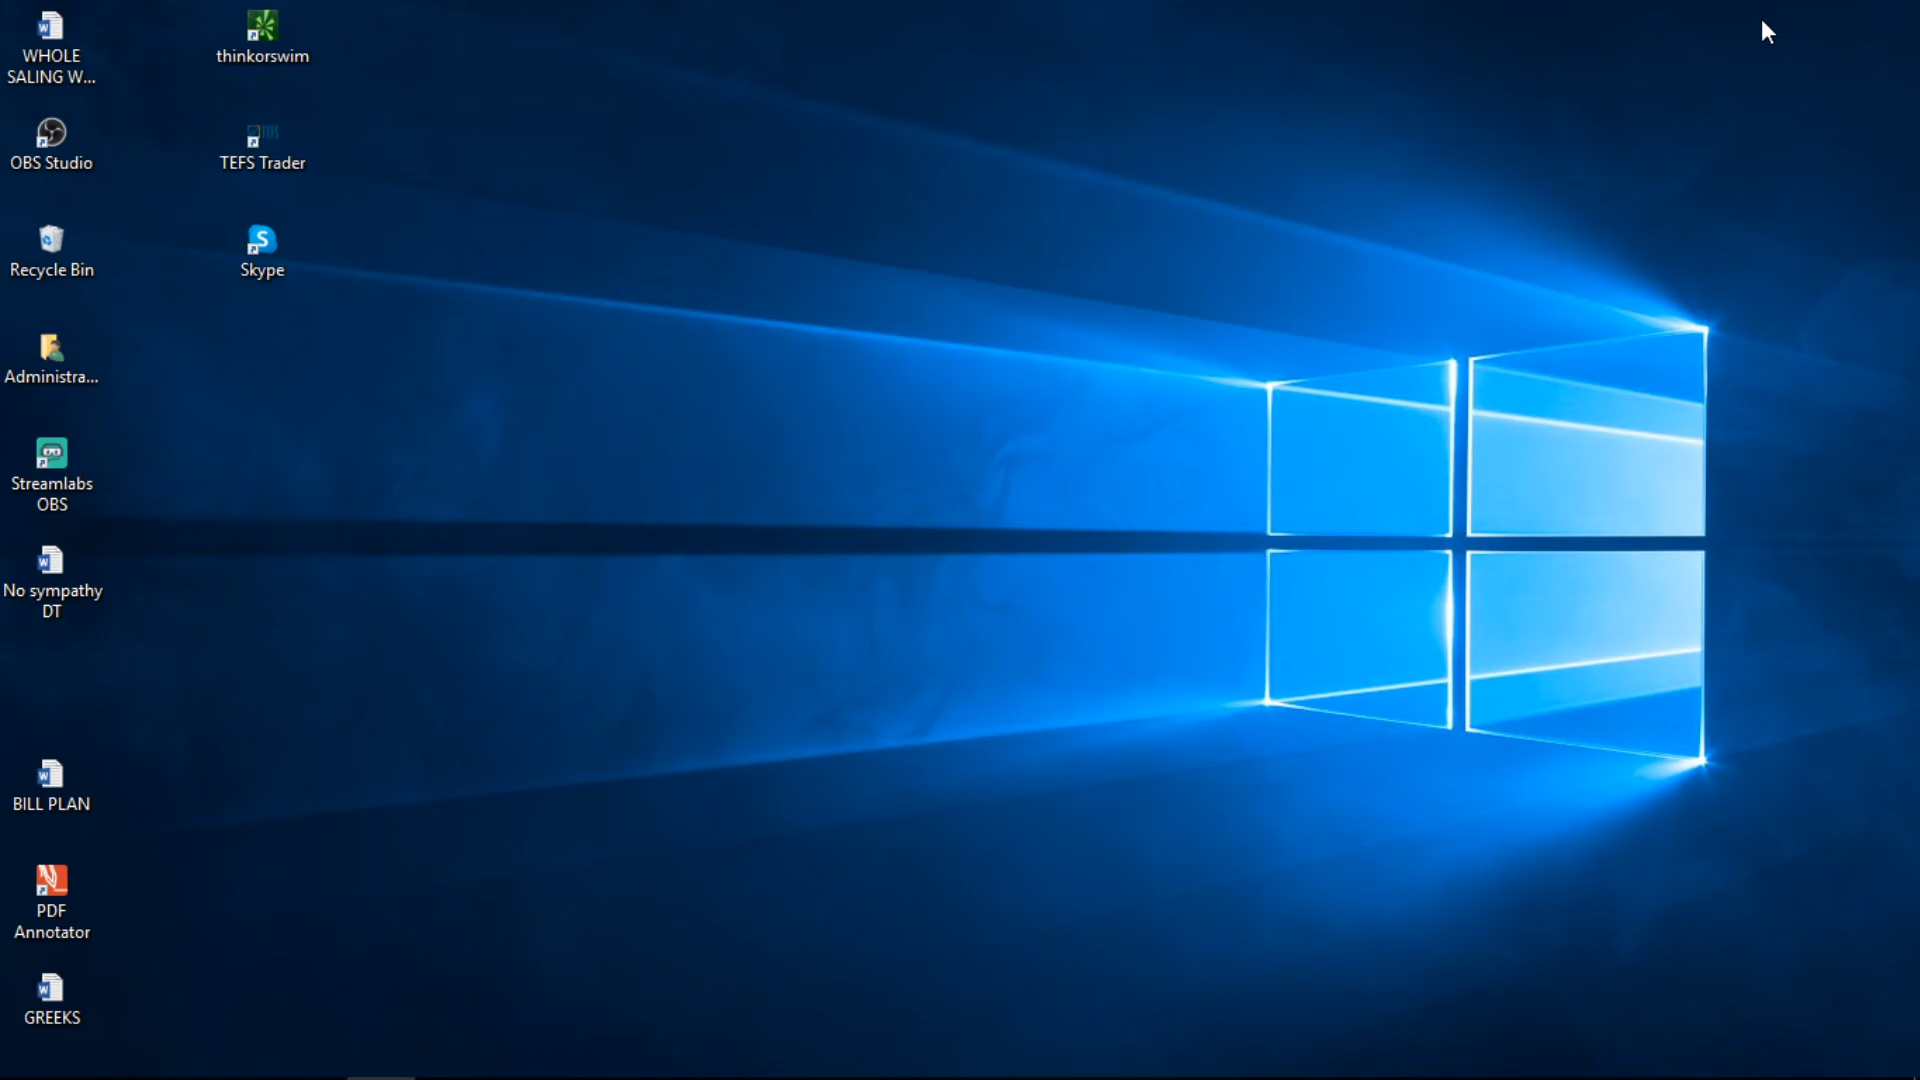 WHOLE
SALING W...
OBS Studio
Recycle Bin
Administra...
Streamlabs
OBS
No sympathy
DT
BILL PLAN
PDF
Annotator
GREEKS
thinkorswim
TEFS Trader
Skype